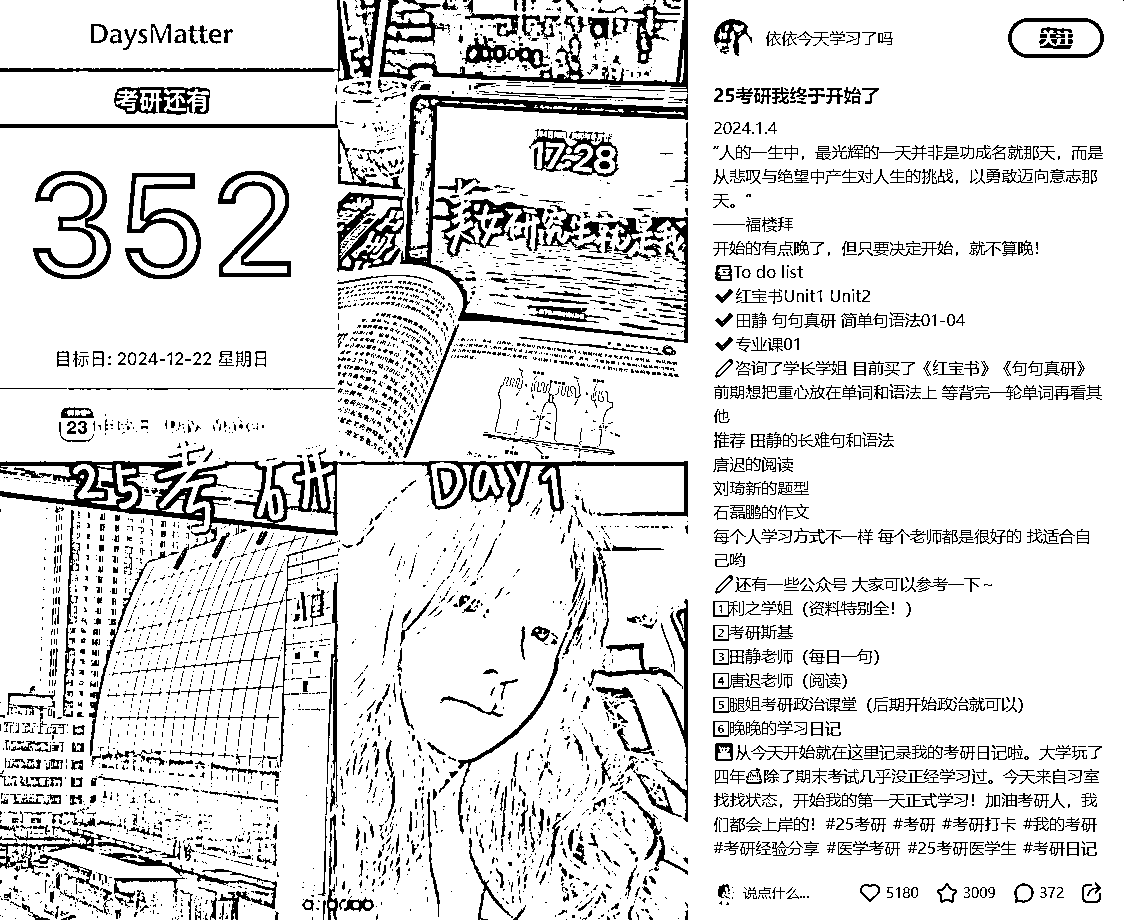 DaysMatter
考研还有
352
目标日: 2024-12-22 星期日
23
17:28
美女研究生就是我
25考研
Day1
依依今天学习了吗
关注
25考研我终于开始了
2024.1.4
“人的一生中，最光辉的一天并非是功成名就那天，而是
从悲叹与绝望中产生对人生的挑战，以勇敢迈向意志那
天。“
——福楼拜
开始的有点晚了，但只要决定开始，就不算晚！
To do list
✔红宝书Unit1 Unit2
✔田静 句句真研 简单句语法01-04
✔专业课01
咨询了学长学姐 目前买了《红宝书》《句句真研》
前期想把重心放在单词和语法上 等背完一轮单词再看其
他
推荐 田静的长难句和语法
唐迟的阅读
刘琦新的题型
石磊鹏的作文
每个人学习方式不一样 每个老师都是很好的 找适合自
己哟
还有一些公众号 大家可以参考一下～
1利之学姐（资料特别全！）
2考研斯基
3田静老师（每日一句）
4唐迟老师（阅读）
5腿姐考研政治课堂（后期开始政治就可以）
6晚晚的学习日记
从今天开始就在这里记录我的考研日记啦。大学玩了
四年除了期末考试几乎没正经学习过。今天来自习室
找找状态，开始我的第一天正式学习！加油考研人，我
们都会上岸的！#25考研 #考研 #考研打卡 #我的考研
#考研经验分享 #医学考研 #25考研医学生 #考研日记
说点什么...
5180
3009
372